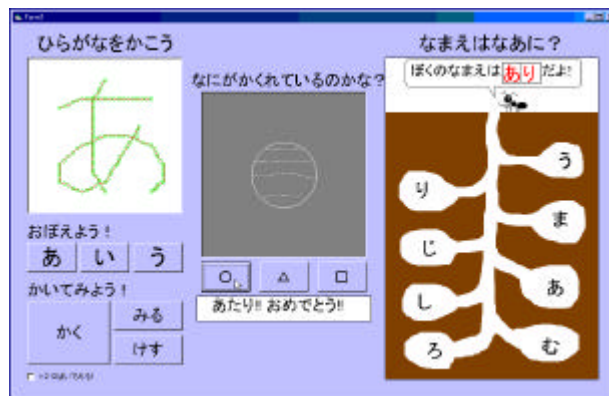 ひらがなをかこう
あ
おぼえよう!
あ い う
かいてみよう!
かく
みる
けす
なにがかくれているのかな?
○ △ □
あたり!! おめでとう!!
なまえはなあに?
ぼくのなまえは あり だよ!
う
り
ま
じ
あ
し
む
ろ